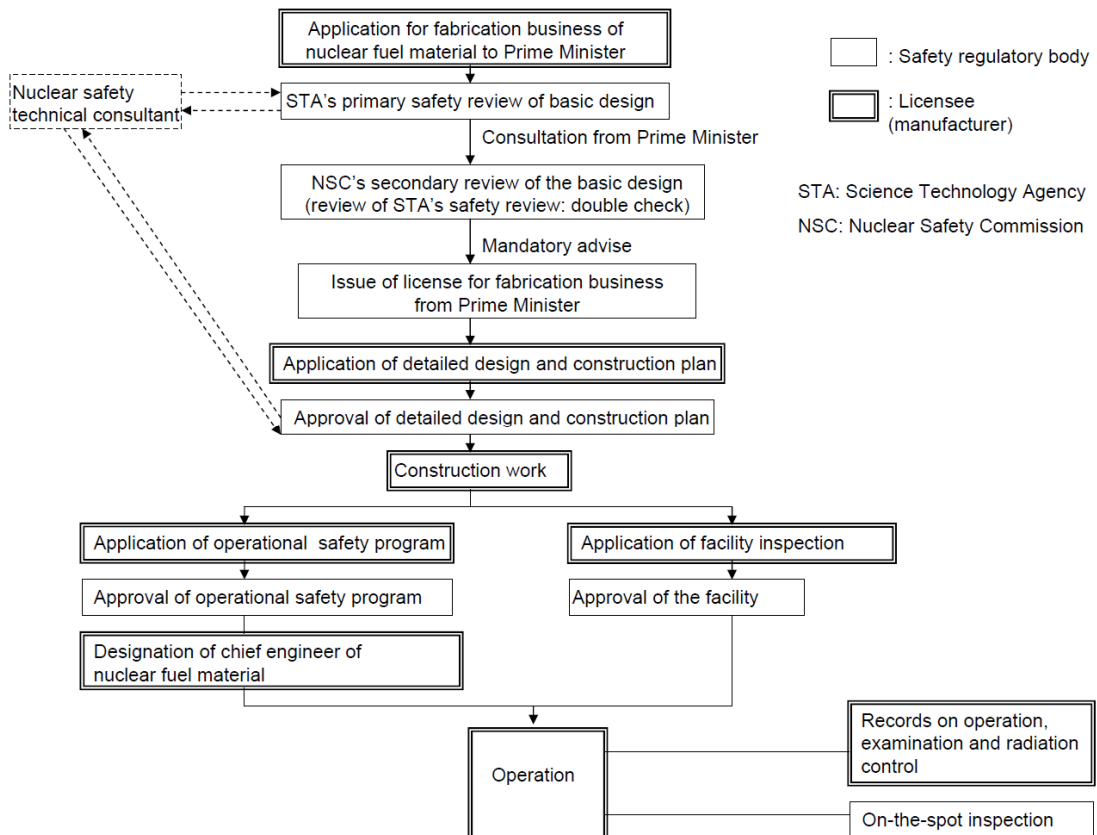 Application for fabrication business of
nuclear fuel material to Prime Minister
: Safety regulatory body
Nuclear safety
technical consultant
STA's primary safety review of basic design
: Licensee
(manufacturer)
Consultation from Prime Minister
NSC's secondary review of the basic design
(review of STA's safety review: double check)
STA: Science Technology Agency
NSC: Nuclear Safety Commission
Mandatory advise
Issue of license for fabrication business
from Prime Minister
Application of detailed design and construction plan
Approval of detailed design and construction plan
Construction work
Application of operational safety program
Application of facility inspection
Approval of operational safety program
Approval of the facility
Designation of chief engineer of
nuclear fuel material
Records on operation,
examination and radiation
control
Operation
On-the-spot inspection